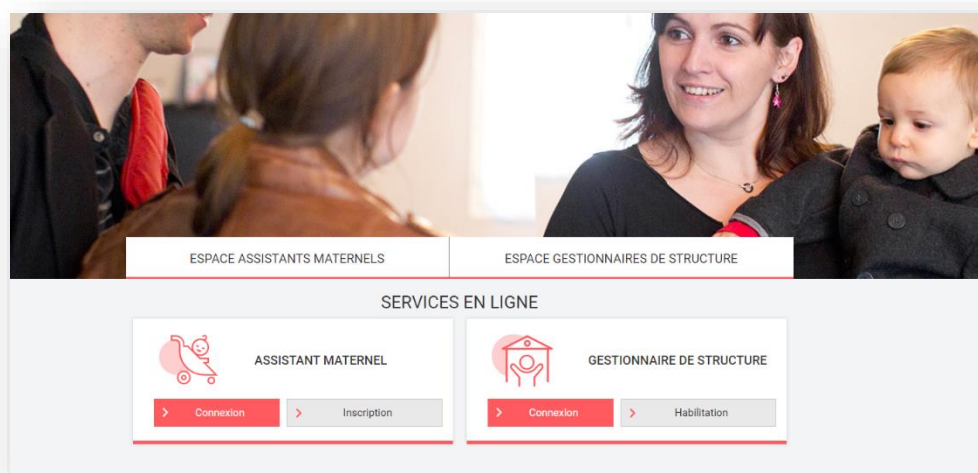 ESPACE ASSISTANTS MATERNELS
ESPACE GESTIONNAIRES DE STRUCTURE
SERVICES EN LIGNE
ASSISTANT MATERNEL
Connexion
Inscription
GESTIONNAIRE DE STRUCTURE
Connexion
Habilitation